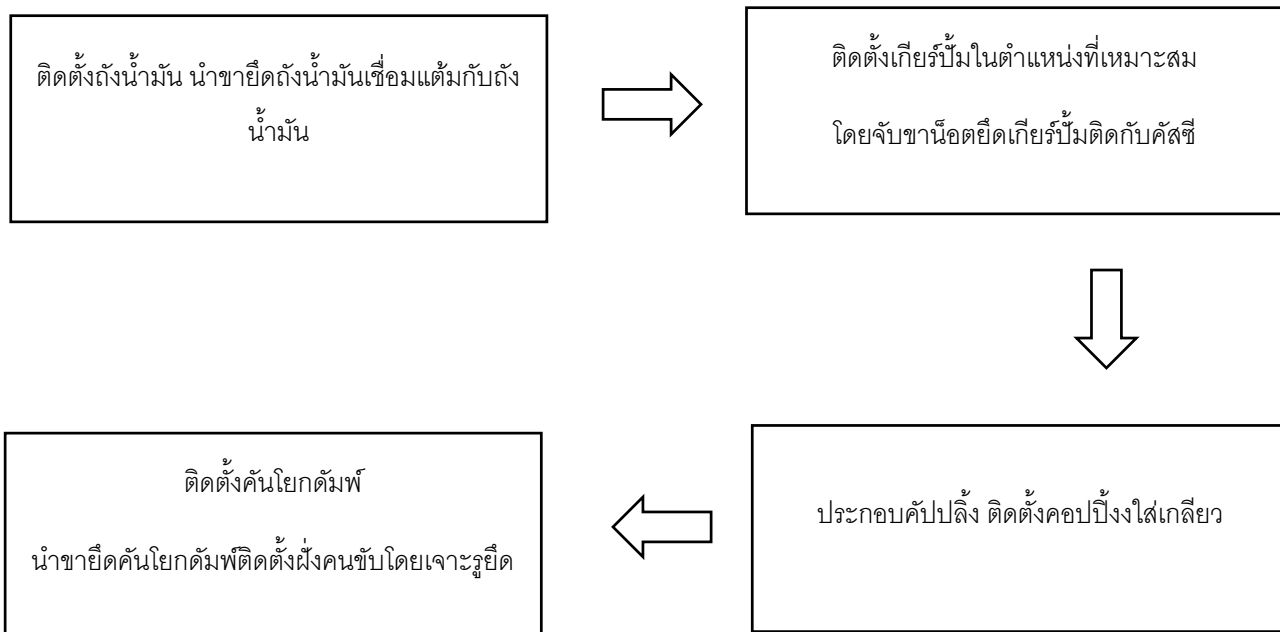 ติดตั้งถังน้ำมัน นำขายึดถังน้ำมันเชื่อมแต้มกับถัง
น้ำมัน
ติดตั้งเกียร์ปั้มในตำแหน่งที่เหมาะสม
โดยจับขาน็อตยึดเกียร์ปั้มติดกับคัสซี
ประกอบคัปปลิ้ง ติดตั้งคอปปิ้งงใส่เกลียว
ติดตั้งคันโยกดัมพ์
นำขายึดคันโยกดัมพ์ติดตั้งฝั่งคนขับโดยเจาะรูยึด